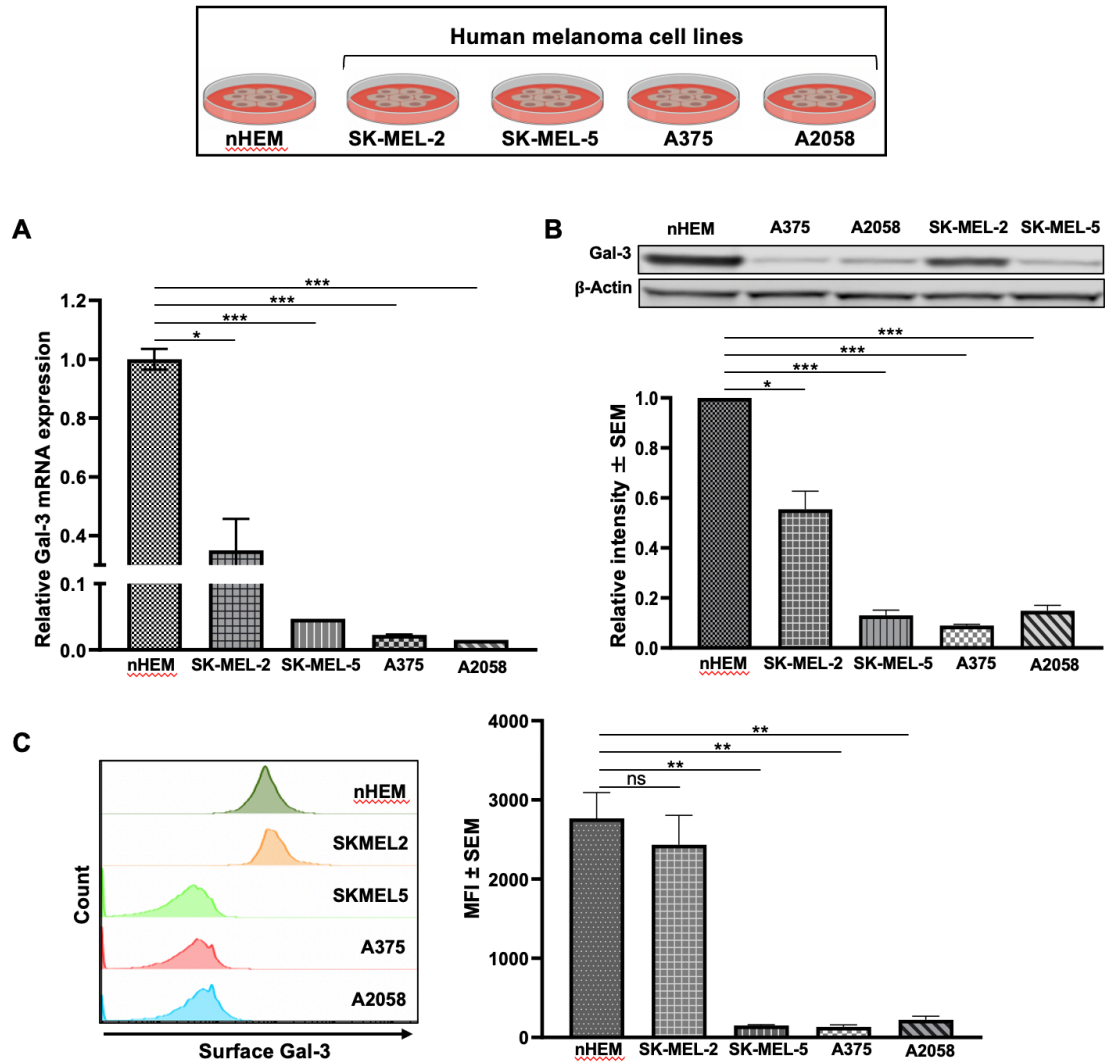 Human melanoma cell lines
nHEM SK-MEL-2 SK-MEL-5 A375 A2058
A
Relative Gal-3 mRNA expression
1.2
1.0
0.8
0.6
0.4
0.1
0.0
***
***
***
*
nHEM SK-MEL-2 SK-MEL-5 A375 A2058
B
nHEM A375 A2058 SK-MEL-2 SK-MEL-5
Gal-3
β-Actin
Relative intensity ± SEM
1.0
0.8
0.6
0.4
0.2
0.0
***
***
***
*
nHEM SK-MEL-2 SK-MEL-5 A375 A2058
C
Count
nHEM
SKMEL2
SKMEL5
A375
A2058
Surface Gal-3
MFI ± SEM
4000
3000
2000
1000
0
**
**
**
ns
nHEM SK-MEL-2 SK-MEL-5 A375 A2058